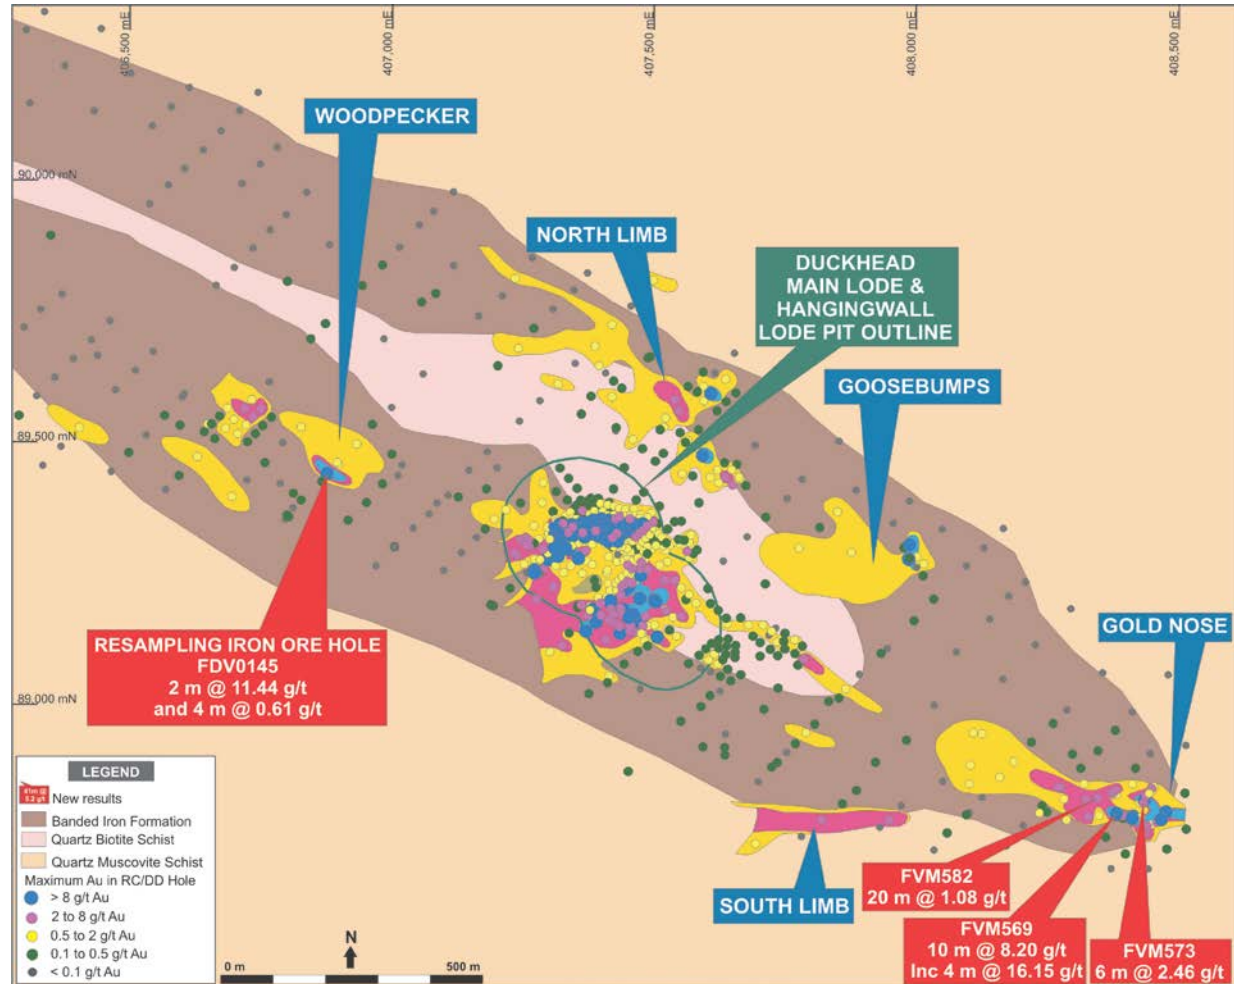 406,500 mE
407,000 mE
407,500 mE
408,000 mE
408,500 mE
WOODPECKER
90,000 mN
NORTH LIMB
DUCKHEAD
MAIN LODE &
HANGINGWALL
LODE PIT OUTLINE
GOOSEBUMPS
89,500 mN
GOLD NOSE
RESAMPLING IRON ORE HOLE
FDV0145
2 m @ 11.44 g/t
and 4 m @ 0.61 g/t
89,000 mN
LEGEND
New results
Banded Iron Formation
Quartz Biotite Schist
Quartz Muscovite Schist
Maximum Au in RC/DD Hole
> 8 g/t Au
2 to 8 g/t Au
0.5 to 2 g/t Au
0.1 to 0.5 g/t Au
< 0.1 g/t Au
N
0 m
500 m
SOUTH LIMB
FVM582
20 m @ 1.08 g/t
FVM569
10 m @ 8.20 g/t
Inc 4 m @ 16.15 g/t
FVM573
6 m @ 2.46 g/t